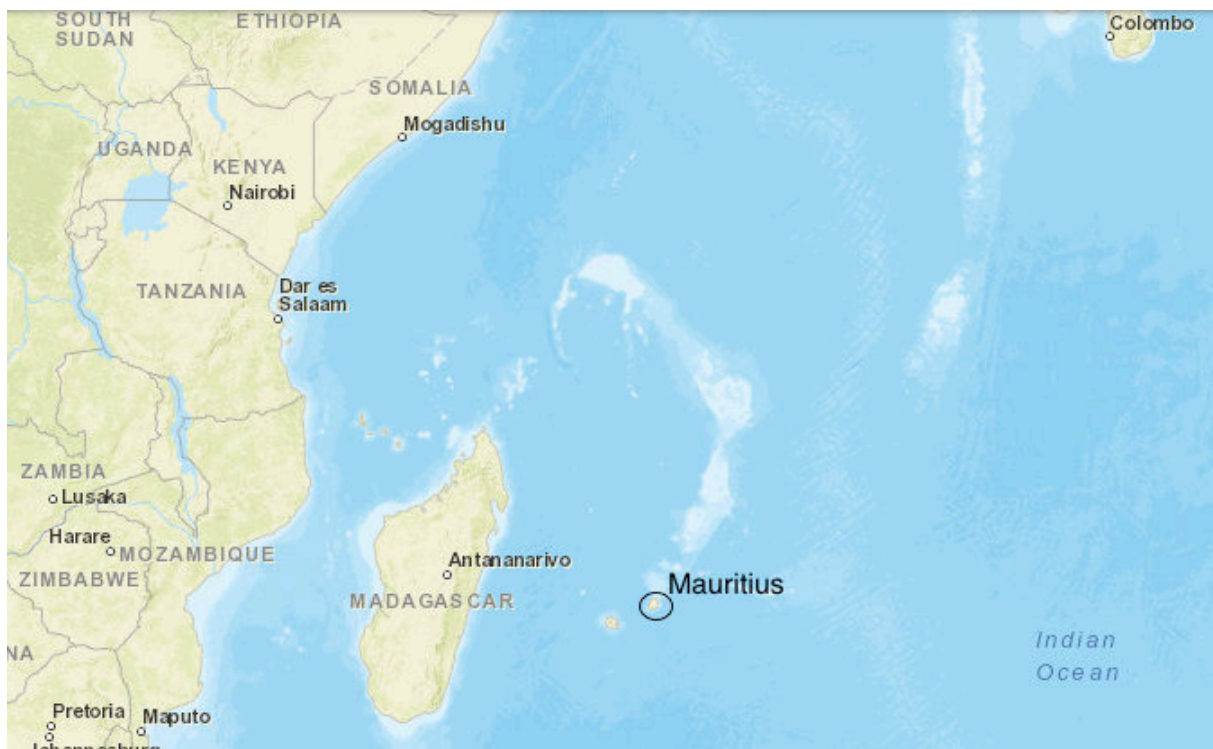 SOUTH
SUDAN
ETHIOPIA
Colombo
SOMALIA
Mogadishu
UGANDA
KENYA
Nairobi
Dar es
Salaam
TANZANIA
ZAMBIA
Lusaka
Harare
MOZAMBIQUE
ZIMBABWE
Antananarivo
MADAGASCAR
Mauritius
Indian
Ocean
NA
Pretoria
Maputo
Johannesburg